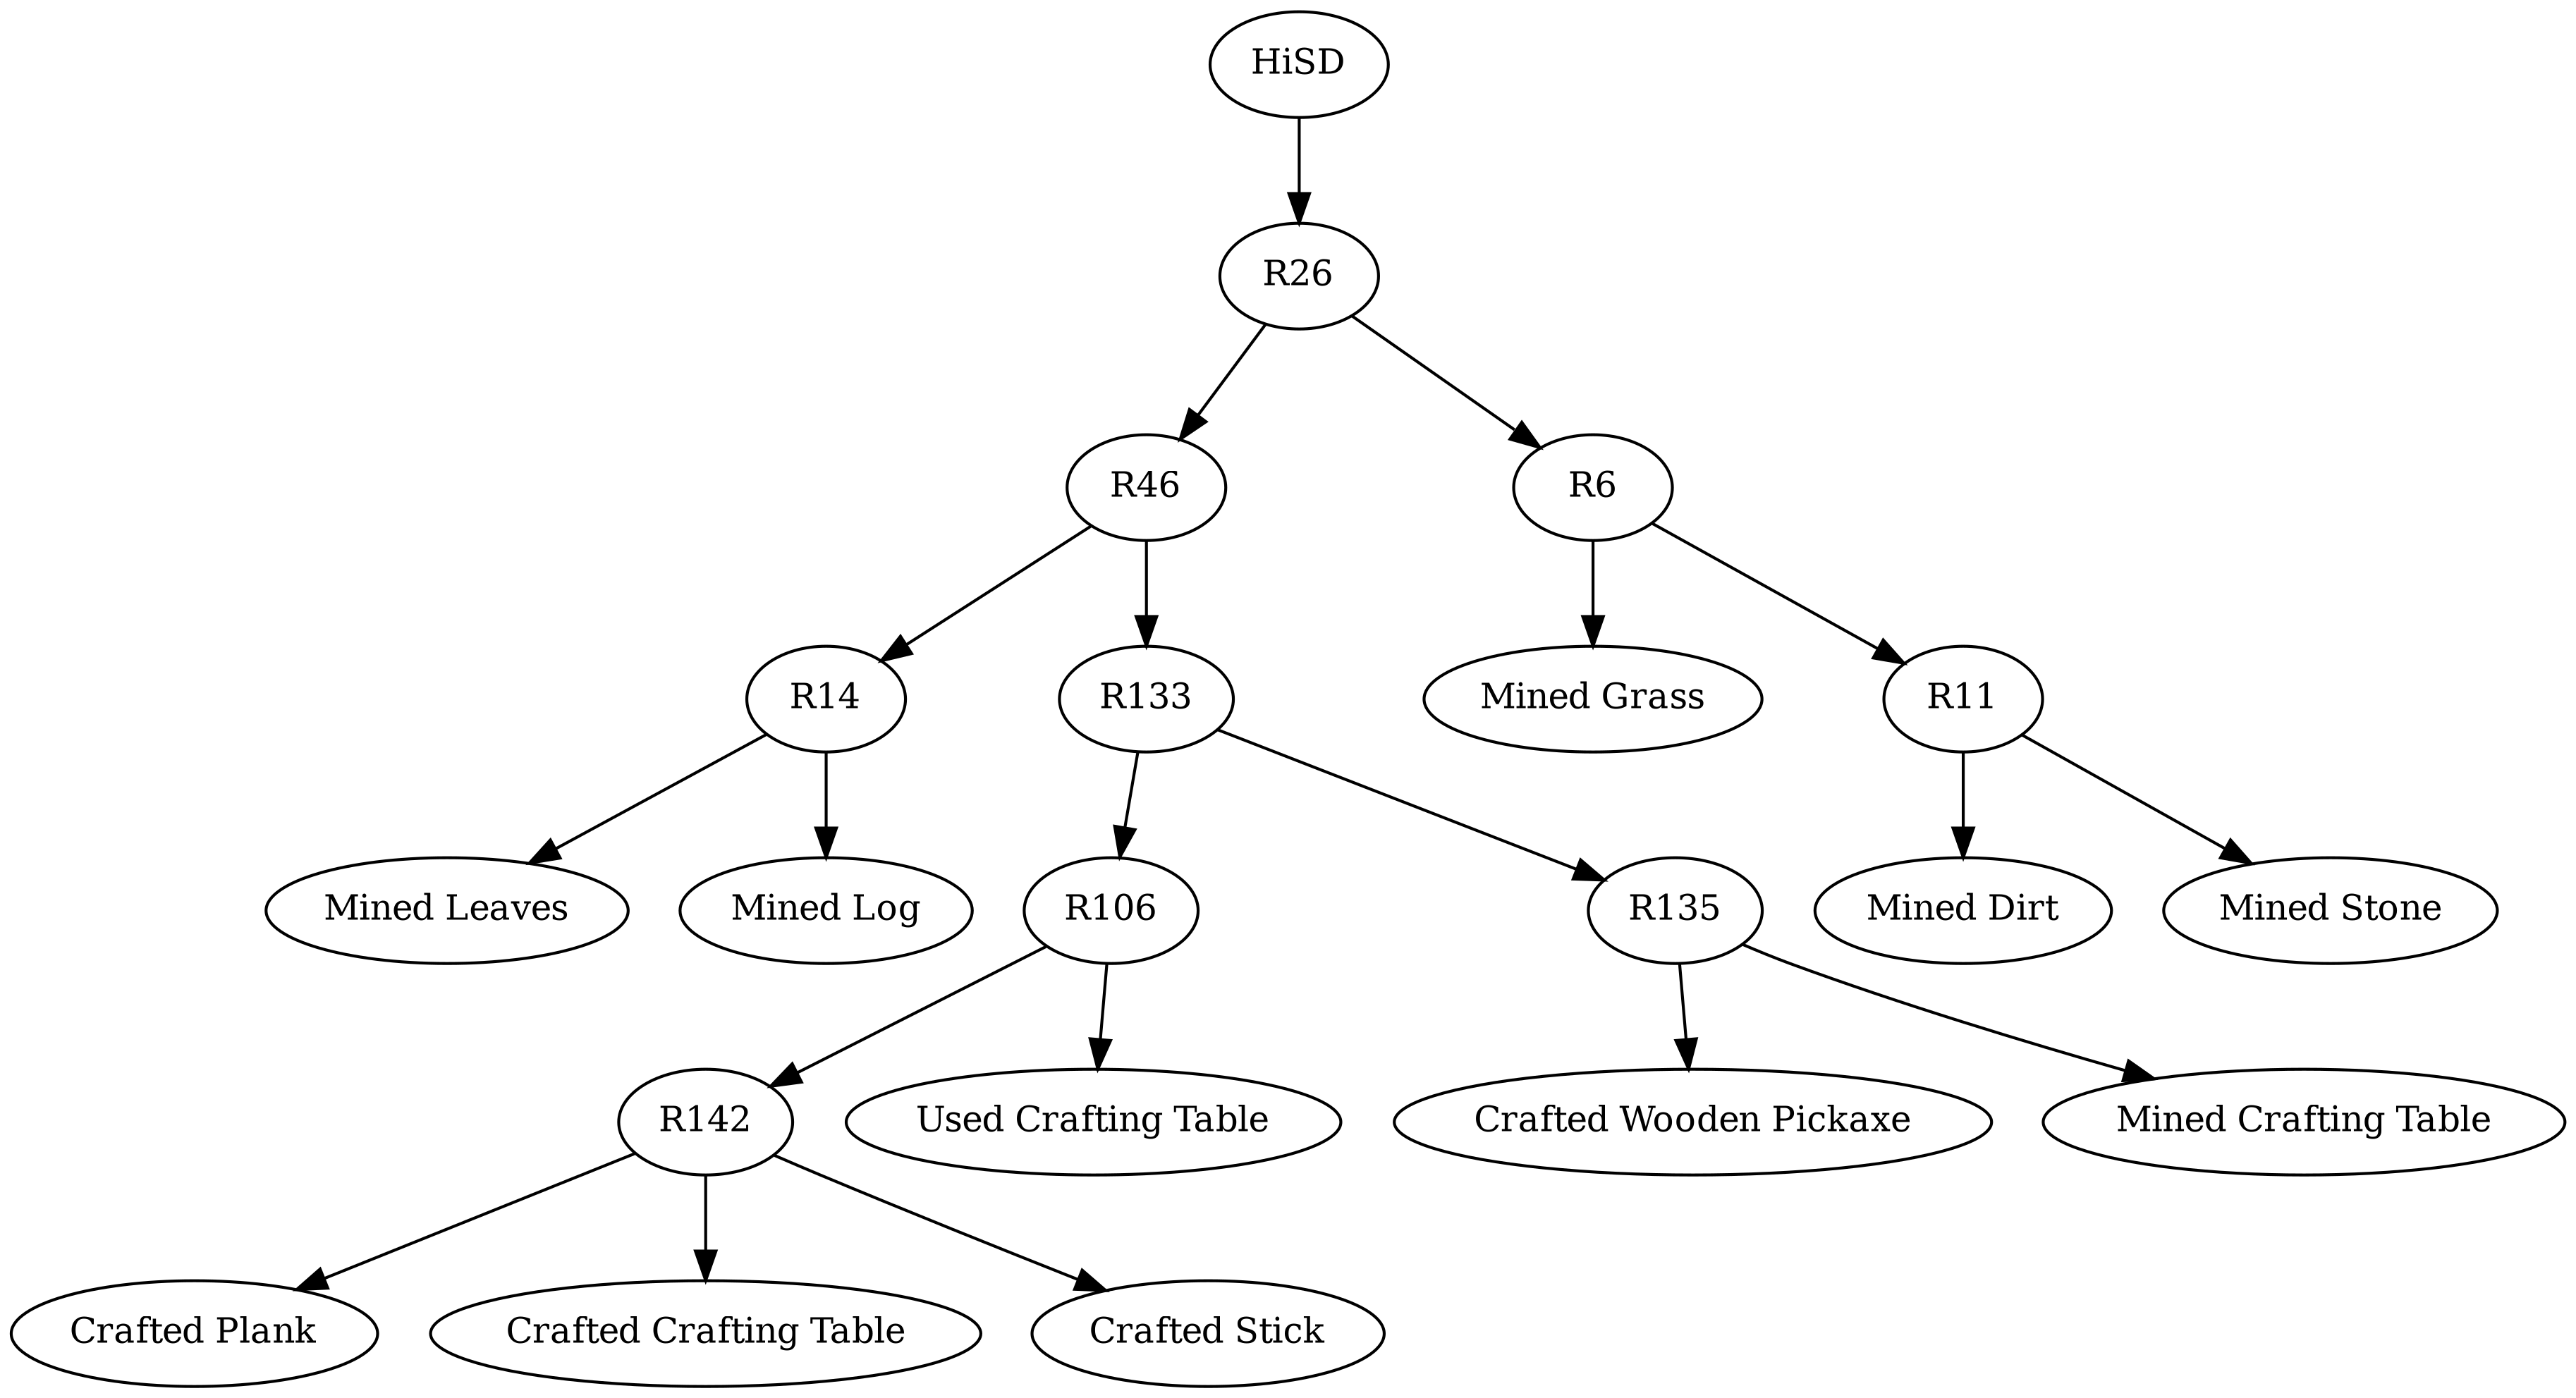 HiSD
R26
R46
R6
R14
R133
Mined Grass
R11
Mined Leaves
Mined Log
R106
R135
Mined Dirt
Mined Stone
R142
Used Crafting Table
Crafted Wooden Pickaxe
Mined Crafting Table
Crafted Plank
Crafted Crafting Table
Crafted Stick